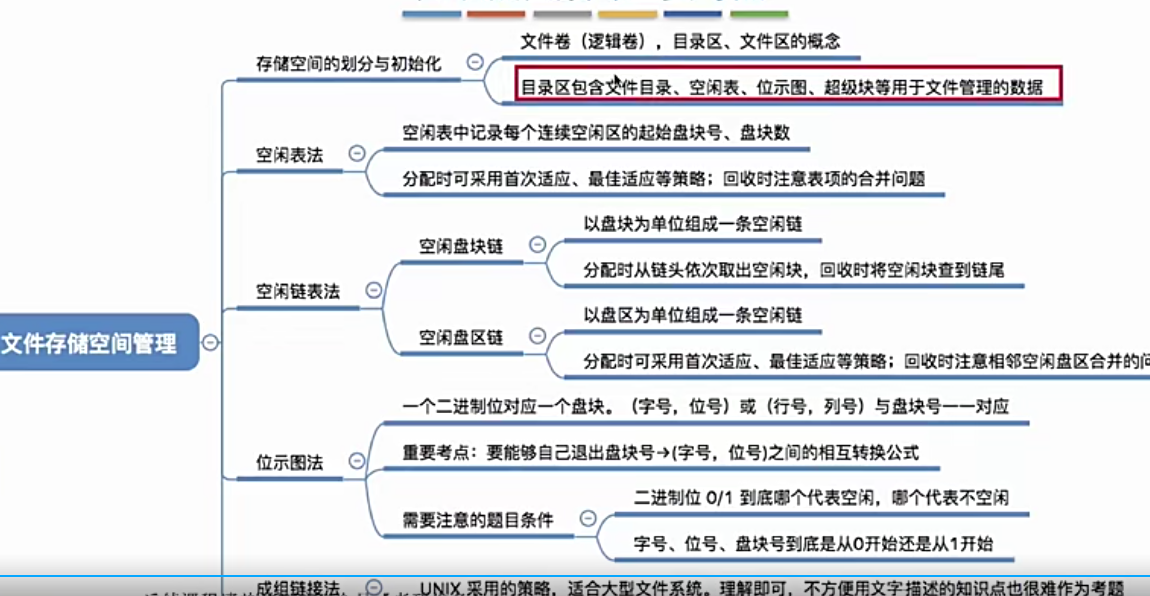 文件卷（逻辑卷），目录区、文件区的概念
存储空间的划分与初始化
目录区包含文件目录、空闲表、位示图、超级块等用于文件管理的数据
空闲表中记录每个连续空闲区的起始盘块号、盘块数
空闲表法
分配时可采用首次适应、最佳适应等策略；回收时注意表项的合并问题
以盘块为单位组成一条空闲链
空闲盘块链
分配时从链头依次取出空闲块，回收时将空闲块查到链尾
空闲链表法
以盘区为单位组成一条空闲链
空闲盘区链
分配时可采用首次适应、最佳适应等策略；回收时注意相邻空闲盘区合并的
文件存储空间管理
一个二进制位对应一个盘块。（字号，位号）或（行号，列号）与盘块号一一对应
重要考点：要能够自己退出盘块号→(字号，位号)之间的相互转换公式
位示图法
二进制位 0/1 到底哪个代表空闲，哪个代表不空闲
需要注意的题目条件
字号、位号、盘块号到底是从0开始还是从1开始
成组链接法
UNIX 采用的策略，适合大型文件系统。理解即可，不方便用文字描述的知识点也很难作为考题